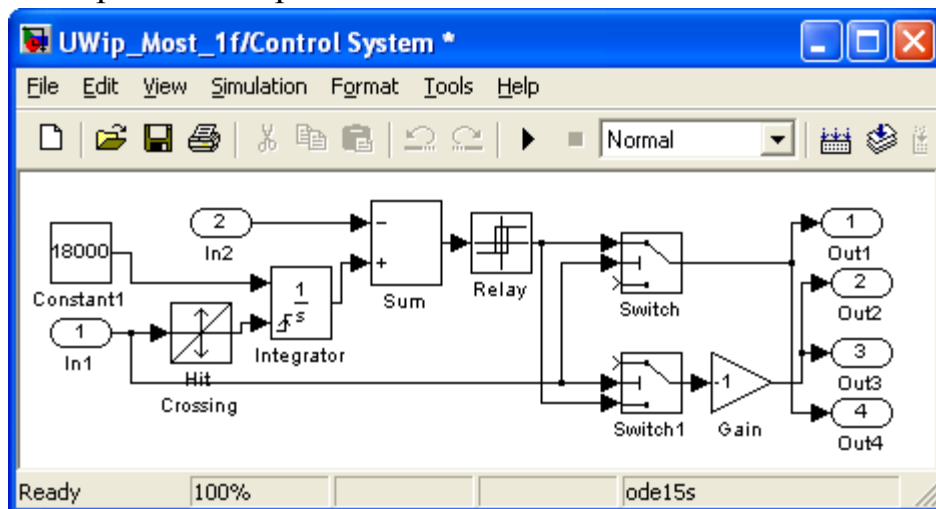 UWip_Most_1f/Control System *
File Edit View Simulation Format Tools Help
Normal
18000
Constant1
2
In2
1
In1
Hit
Crossing
1
s
Integrator
−
+
Sum
Relay
Switch
Switch1
-1
Gain
1
Out1
2
Out2
3
Out3
4
Out4
Ready 100% ode15s